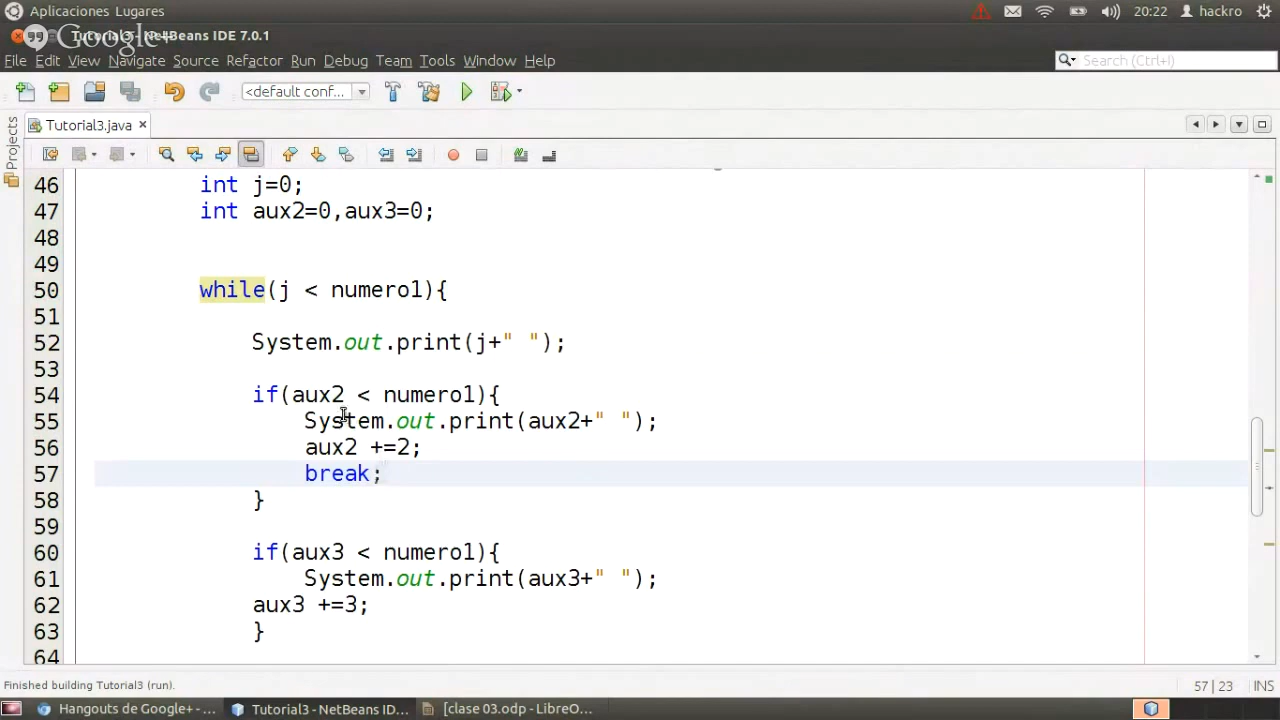 Aplicaciones Lugares
20:22 hackro
Google+
Tutorial3 - NetBeans IDE 7.0.1
File Edit View Navigate Source Refactor Run Debug Team Tools Window Help
Search (Ctrl+I)
<default conf...
Tutorial3.java
Projects
46 int j=0;
47 int aux2=0,aux3=0;
48
49
50 while(j < numero1){
51
52 System.out.print(j+" ");
53
54 if(aux2 < numero1){
55 System.out.print(aux2+" ");
56 aux2 +=2;
57 break;
58 }
59
60 if(aux3 < numero1){
61 System.out.print(aux3+" ");
62 aux3 +=3;
63 }
64
Finished building Tutorial3 (run).
57 | 23 INS
Hangouts de Google+ - ... Tutorial3 - NetBeans ID... [clase 03.odp - LibreO...